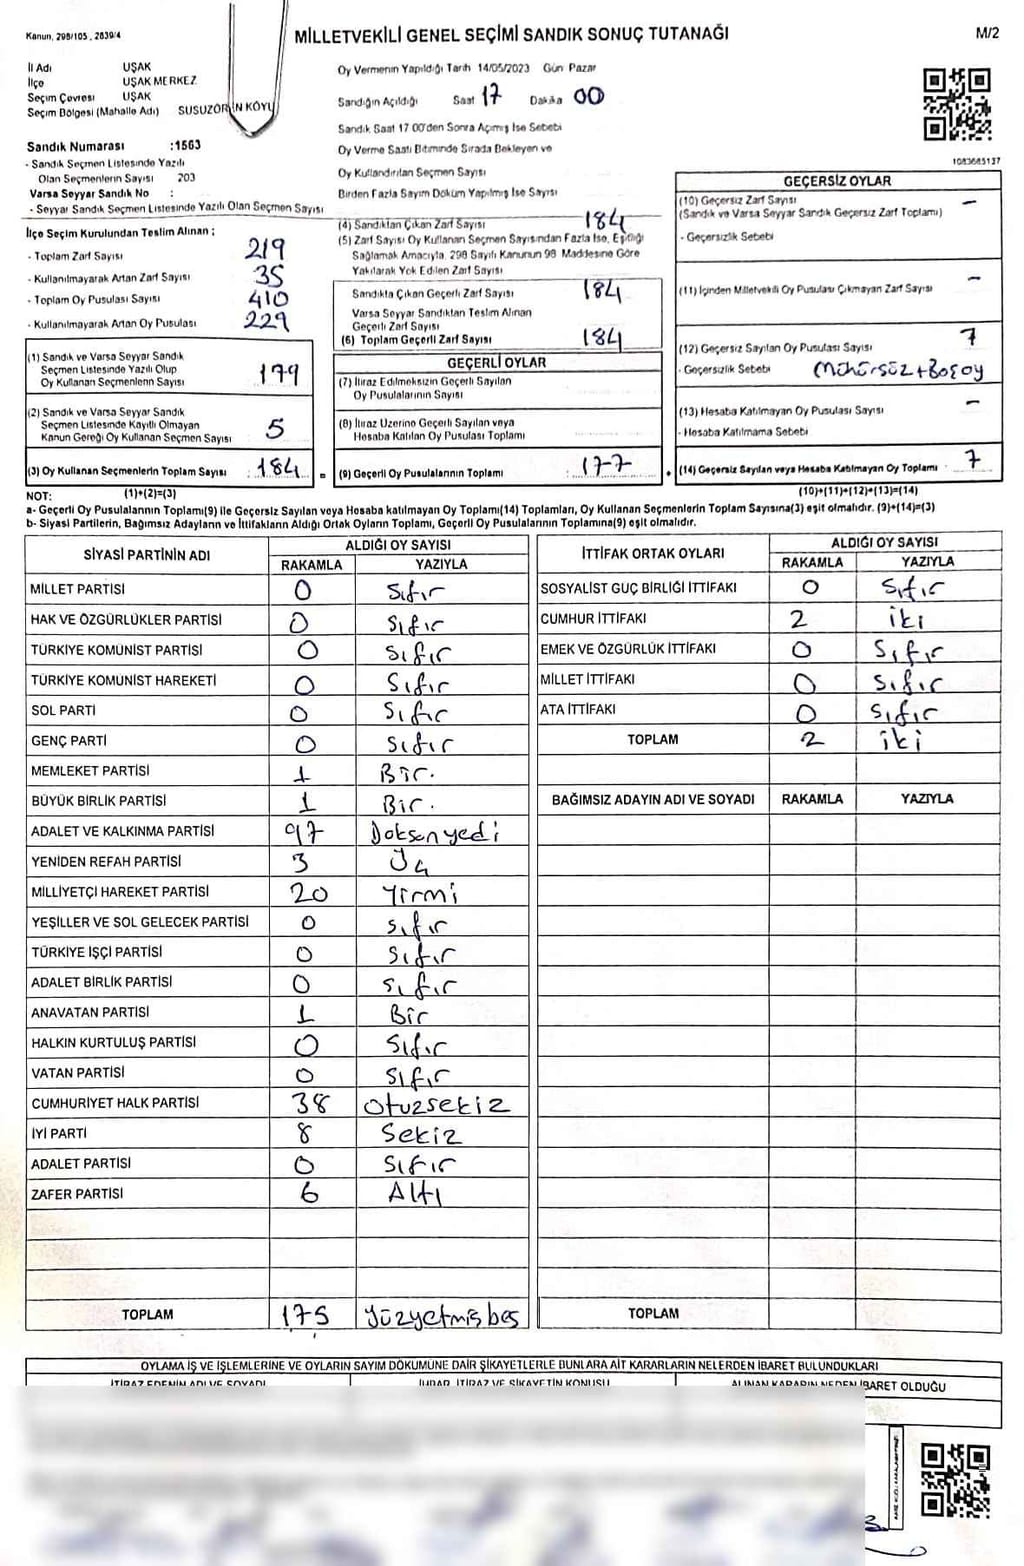 Kanun, 298/105 , 2839/4
MİLLETVEKİLİ GENEL SEÇİMİ SANDIK SONUÇ TUTANAĞI
M/2
İl Adı UŞAK
İlçe UŞAK MERKEZ
Seçim Çevresi UŞAK
Seçim Bölgesi (Mahalle Adı) SUSUZÖREN KÖYÜ
Sandık Numarası :1563
- Sandık Seçmen Listesinde Yazılı
Olan Seçmenlerin Sayısı 203
Varsa Seyyar Sandık No :
- Seyyar Sandık Seçmen Listesinde Yazılı Olan Seçmen Sayısı
İlçe Seçim Kurulundan Teslim Alınan ;
- Toplam Zarf Sayısı 219
- Kullanılmayarak Artan Zarf Sayısı 35
- Toplam Oy Pusulası Sayısı 410
- Kullanılmayarak Artan Oy Pusulası 229
(1) Sandık ve Varsa Seyyar Sandık
Seçmen Listesinde Yazılı Olup
Oy Kullanan Seçmenlerin Sayısı 179
(2) Sandık ve Varsa Seyyar Sandık
Seçmen Listesinde Kayıtlı Olmayan
Kanun Gereği Oy Kullanan Seçmen Sayısı 5
(3) Oy Kullanan Seçmenlerin Toplam Sayısı :184
Oy Vermenin Yapıldığı Tarih 14/05/2023 Gün Pazar
Sandığın Açıldığı Saat 17 Dakika 00
Sandık Saat 17 00'den Sonra Açımış İse Sebebi
Oy Verme Saati Bitiminde Sırada Bekleyen ve
Oy Kullandırılan Seçmen Sayısı
Birden Fazla Sayım Döküm Yapılmış İse Sayısı
(4) Sandıktan Çıkan Zarf Sayısı 184
(5) Zarf Sayısı Oy Kullanan Seçmen Sayısından Fazla İse, Eşitliği
Sağlamak Amacıyla, 298 Sayılı Kanunun 98 Maddesine Göre
Yakılarak Yok Edilen Zarf Sayısı
Sandıkta Çıkan Geçerli Zarf Sayısı 184
Varsa Seyyar Sandıktan Teslim Alınan
Geçerli Zarf Sayısı
(6) Toplam Geçerli Zarf Sayısı 184
GEÇERLİ OYLAR
(7) İtiraz Edilmeksizin Geçerli Sayılan
Oy Pusulalarının Sayısı
(8) İtiraz Üzerine Geçerli Sayılan veya
Hesaba Katılan Oy Pusulası Toplamı
= (9) Geçerli Oy Pusulalarının Toplamı : 177
1083685137
GEÇERSİZ OYLAR
(10) Geçersiz Zarf Sayısı –
(Sandık ve Varsa Seyyar Sandık Geçersiz Zarf Toplamı)
- Geçersizlik Sebebi
(11) İçinden Milletvekili Oy Pusulası Çıkmayan Zarf Sayısı –
(12) Geçersiz Sayılan Oy Pusulası Sayısı 7
- Geçersizlik Sebebi Mühürsüz+Boş oy
(13) Hesaba Katılmayan Oy Pusulası Sayısı –
- Hesaba Katılmama Sebebi
+ (14) Geçersiz Sayılan veya Hesaba Katılmayan Oy Toplamı 7
NOT: (1)+(2)=(3) (10)+(11)+(12)+(13)=(14)
a- Geçerli Oy Pusulalarının Toplamı(9) ile Geçersiz Sayılan veya Hesaba katılmayan Oy Toplamı(14) Toplamları, Oy Kullanan Seçmenlerin Toplam Sayısına(3) eşit olmalıdır. (9)+(14)=(3)
b- Siyasi Partilerin, Bağımsız Adayların ve İttifakların Aldığı Ortak Oyların Toplamı, Geçerli Oy Pusulalarının Toplamına(9) eşit olmalıdır.
SİYASİ PARTİNİN ADI ALDIĞI OY SAYISI
RAKAMLA YAZIYLA
MİLLET PARTİSİ 0 Sıfır
HAK VE ÖZGÜRLÜKLER PARTİSİ 0 Sıfır
TÜRKİYE KOMÜNİST PARTİSİ 0 Sıfır
TÜRKİYE KOMÜNİST HAREKETİ 0 Sıfır
SOL PARTİ 0 Sıfır
GENÇ PARTİ 0 Sıfır
MEMLEKET PARTİSİ 1 Bir.
BÜYÜK BİRLİK PARTİSİ 1 Bir.
ADALET VE KALKINMA PARTİSİ 97 Doksanyedi
YENİDEN REFAH PARTİSİ 3 Üç
MİLLİYETÇİ HAREKET PARTİSİ 20 Yirmi
YEŞİLLER VE SOL GELECEK PARTİSİ 0 Sıfır
TÜRKİYE İŞÇİ PARTİSİ 0 Sıfır
ADALET BİRLİK PARTİSİ 0 Sıfır
ANAVATAN PARTİSİ 1 Bir
HALKIN KURTULUŞ PARTİSİ 0 Sıfır
VATAN PARTİSİ 0 Sıfır
CUMHURİYET HALK PARTİSİ 38 Otuzsekiz
İYİ PARTİ 8 Sekiz
ADALET PARTİSİ 0 Sıfır
ZAFER PARTİSİ 6 Altı
TOPLAM 175 Yüzyetmişbeş
İTTİFAK ORTAK OYLARI ALDIĞI OY SAYISI
RAKAMLA YAZIYLA
SOSYALİST GÜÇ BİRLİĞİ İTTİFAKI 0 Sıfır
CUMHUR İTTİFAKI 2 İki
EMEK VE ÖZGÜRLÜK İTTİFAKI 0 Sıfır
MİLLET İTTİFAKI 0 Sıfır
ATA İTTİFAKI 0 Sıfır
TOPLAM 2 İki
BAĞIMSIZ ADAYIN ADI VE SOYADI RAKAMLA YAZIYLA
TOPLAM
OYLAMA İŞ VE İŞLEMLERİNE VE OYLARIN SAYIM DÖKÜMÜNE DAİR ŞİKAYETLERLE BUNLARA AİT KARARLARIN NELERDEN İBARET BULUNDUKLARI
İTİRAZ EDENİN ADI VE SOYADI İHBAR, İTİRAZ VE ŞİKAYETİN KONUSU ALINAN KARARIN NEDEN İBARET OLDUĞU